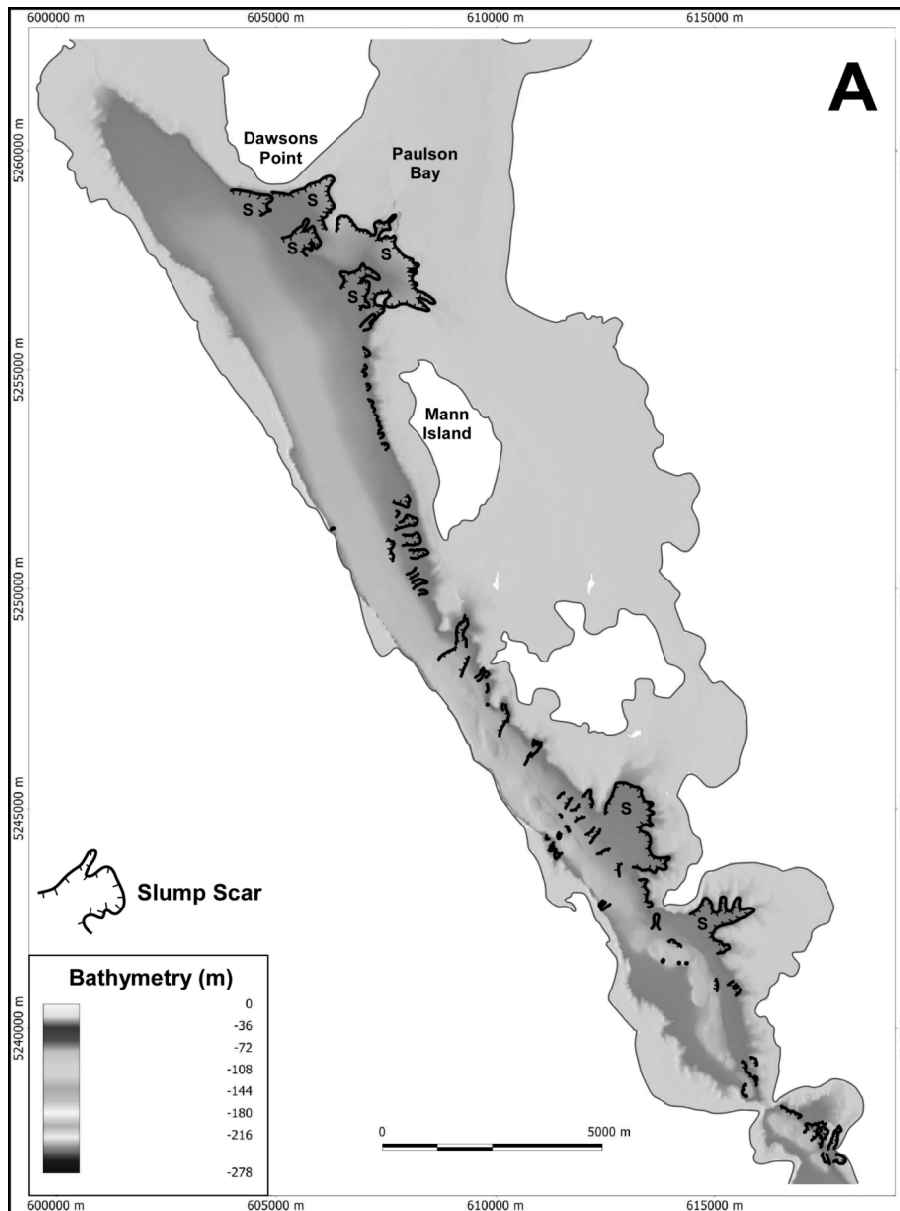 600000 m
605000 m
610000 m
615000 m
A
Dawsons
Point
Paulson
Bay
5260000 m
S
S
S
S
S
5255000 m
Mann
Island
5250000 m
5245000 m
S
Slump Scar
S
Bathymetry (m)
0
-36
-72
-108
-144
-180
-216
-278
5240000 m
0
5000 m
600000 m
605000 m
610000 m
615000 m